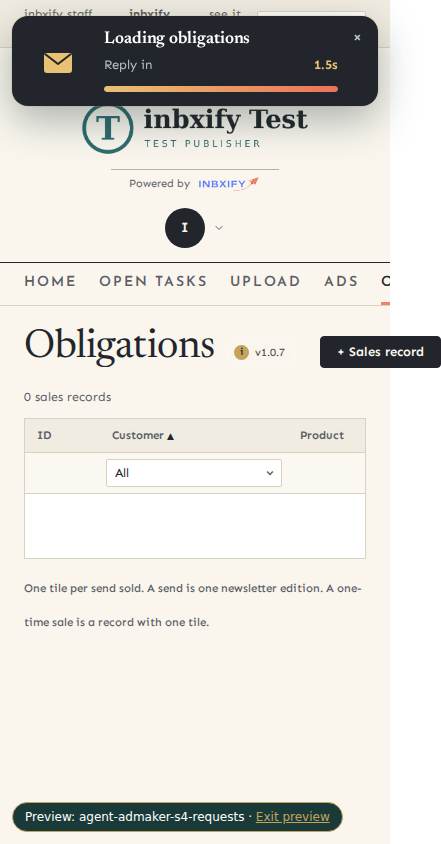 inbxify staff inbxify see it
Loading obligations ×
Reply in 1.5s
T inbxify Test
TEST PUBLISHER
Powered by INBXIFY
I
HOME OPEN TASKS UPLOAD ADS
Obligations i v1.0.7 + Sales record
0 sales records
ID Customer ▲ Product
All
One tile per send sold. A send is one newsletter edition. A one-
time sale is a record with one tile.
Preview: agent-admaker-s4-requests · Exit preview